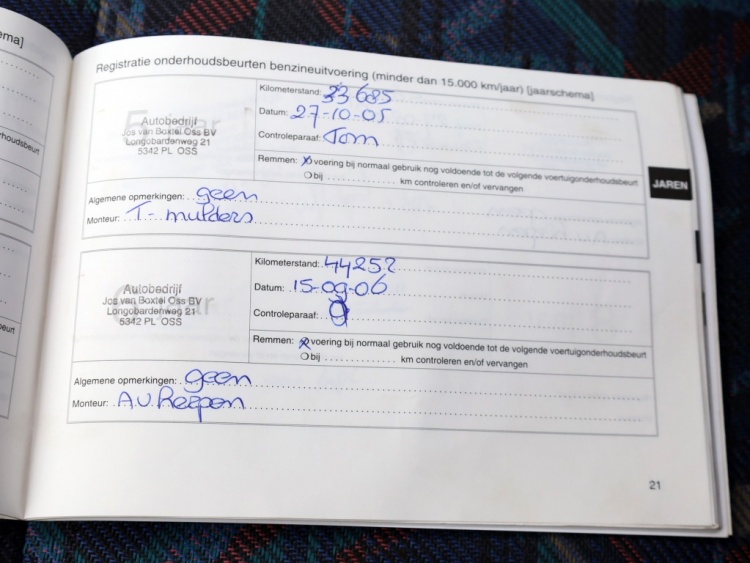 ema]
Registratie onderhoudsbeurten benzineuitvoering (minder dan 15.000 km/jaar) [jaarschema]
Autobedrijf
Jos van Boxtel Oss BV
Longobardenweg 21
5342 PL OSS
Kilometerstand: 33685
Datum: 27-10-05
Controleparaaf: Tom
Remmen: voering bij normaal gebruik nog voldoende tot de volgende voertuigonderhoudsbeurt
bij ........ km controleren en/of vervangen
Algemene opmerkingen: geen
Monteur: T- mulders
JAREN
Autobedrijf
Jos van Boxtel Oss BV
Longobardenweg 21
5342 PL OSS
Kilometerstand: 44252
Datum: 15-09-06
Controleparaaf:
Remmen: voering bij normaal gebruik nog voldoende tot de volgende voertuigonderhoudsbeurt
bij ........ km controleren en/of vervangen
Algemene opmerkingen: geen
Monteur: A.v.
21